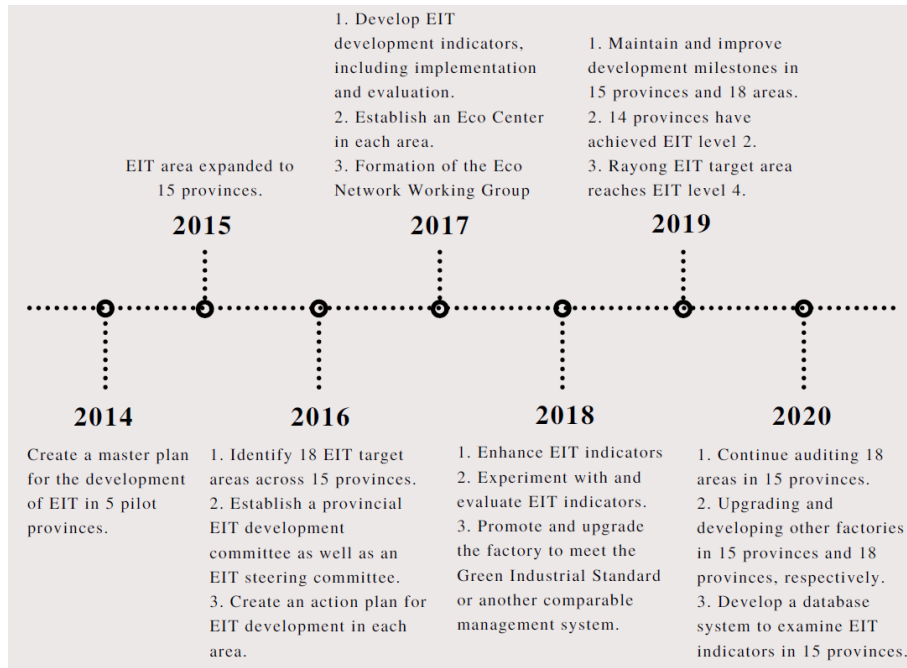 2014
Create a master plan
for the development
of EIT in 5 pilot
provinces.
EIT area expanded to
15 provinces.
2015
2016
1. Identify 18 EIT target
areas across 15 provinces.
2. Establish a provincial
EIT development
committee as well as an
EIT steering committee.
3. Create an action plan for
EIT development in each
area.
1. Develop EIT
development indicators,
including implementation
and evaluation.
2. Establish an Eco Center
in each area.
3. Formation of the Eco
Network Working Group
2017
2018
1. Enhance EIT indicators
2. Experiment with and
evaluate EIT indicators.
3. Promote and upgrade
the factory to meet the
Green Industrial Standard
or another comparable
management system.
1. Maintain and improve
development milestones in
15 provinces and 18 areas.
2. 14 provinces have
achieved EIT level 2.
3. Rayong EIT target area
reaches EIT level 4.
2019
2020
1. Continue auditing 18
areas in 15 provinces.
2. Upgrading and
developing other factories
in 15 provinces and 18
provinces, respectively.
3. Develop a database
system to examine EIT
indicators in 15 provinces.